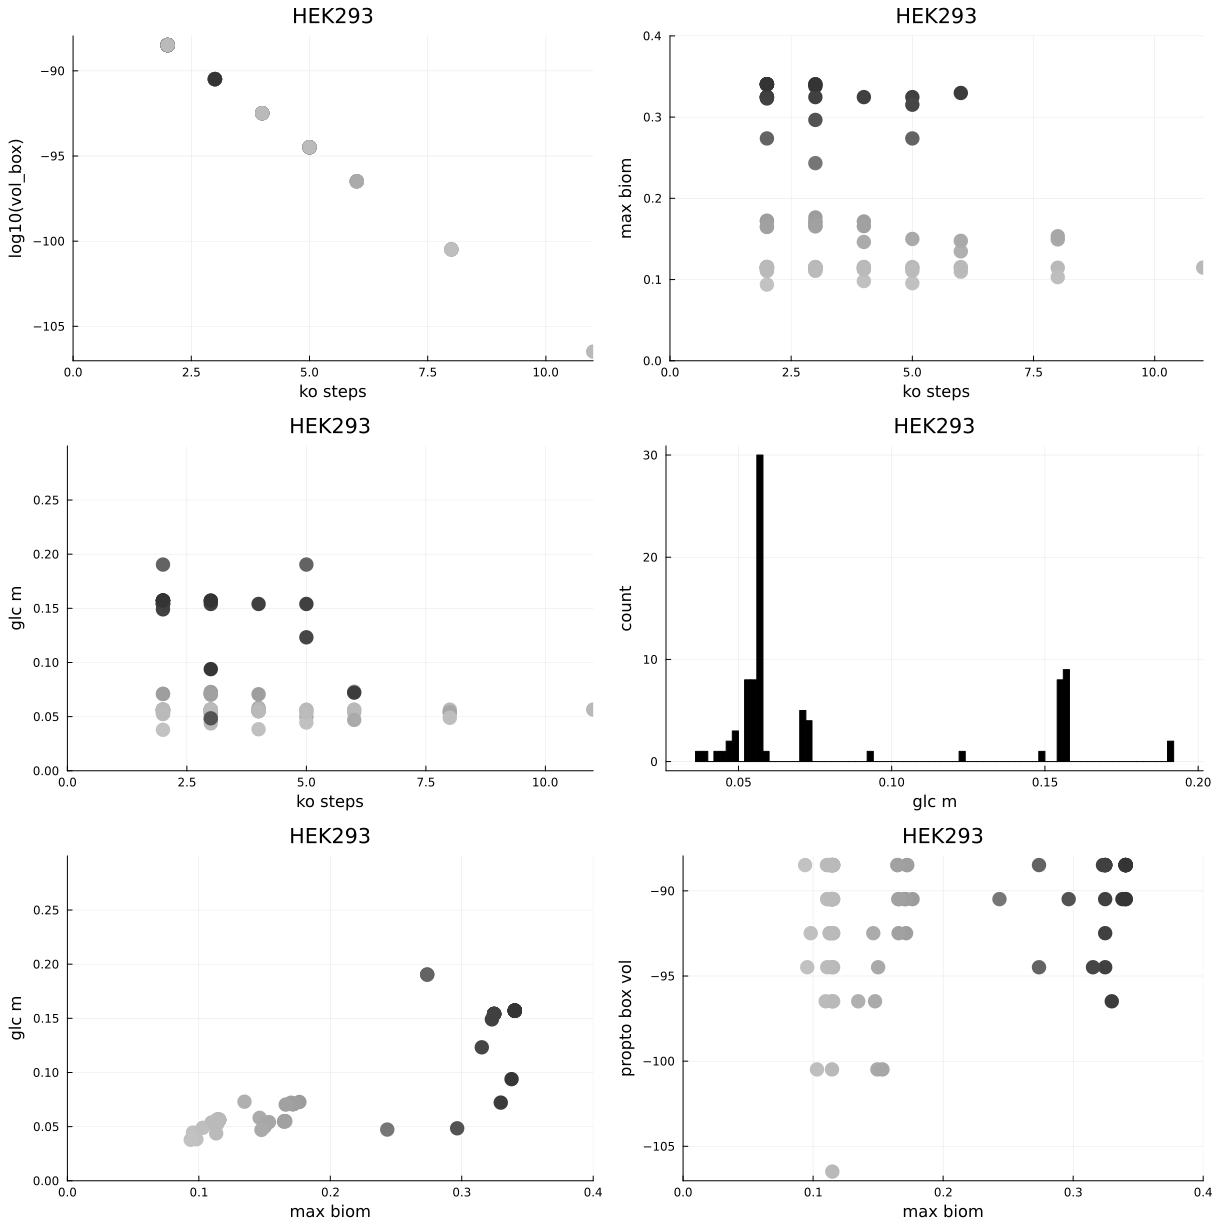 HEK293
log10(vol_box)
−90
−95
−100
−105
0.0 2.5 5.0 7.5 10.0
ko steps
HEK293
max biom
0.4
0.3
0.2
0.1
0.0
0.0 2.5 5.0 7.5 10.0
ko steps
HEK293
glc m
0.25
0.20
0.15
0.10
0.05
0.00
0.0 2.5 5.0 7.5 10.0
ko steps
HEK293
count
30
20
10
0
0.05 0.10 0.15 0.20
glc m
HEK293
glc m
0.25
0.20
0.15
0.10
0.05
0.00
0.0 0.1 0.2 0.3 0.4
max biom
HEK293
propto box vol
−90
−95
−100
−105
0.0 0.1 0.2 0.3 0.4
max biom